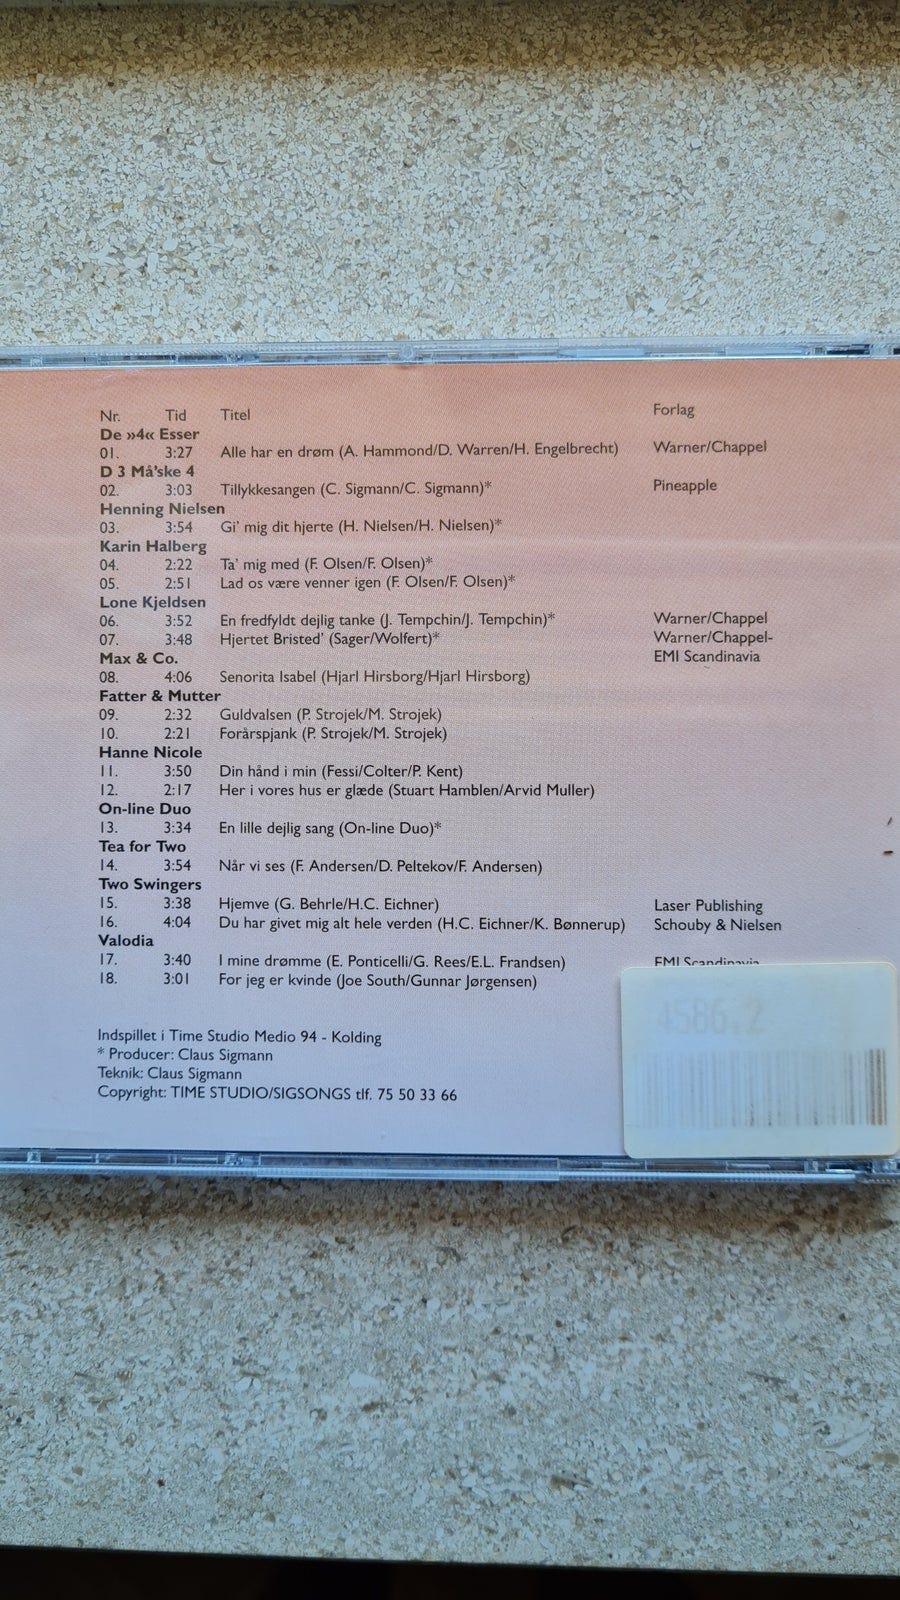 Nr. Tid Titel Forlag
De »4« Esser
01. 3:27 Alle har en drøm (A. Hammond/D. Warren/H. Engelbrecht) Warner/Chappel
D 3 Må'ske 4
02. 3:03 Tillykkesangen (C. Sigmann/C. Sigmann)* Pineapple
Henning Nielsen
03. 3:54 Gi' mig dit hjerte (H. Nielsen/H. Nielsen)*
Karin Halberg
04. 2:22 Ta' mig med (F. Olsen/F. Olsen)*
05. 2:51 Lad os være venner igen (F. Olsen/F. Olsen)*
Lone Kjeldsen
06. 3:52 En fredfyldt dejlig tanke (J. Tempchin/J. Tempchin)* Warner/Chappel
07. 3:48 Hjertet Bristed' (Sager/Wolfert)* Warner/Chappel-
Max & Co. EMI Scandinavia
08. 4:06 Senorita Isabel (Hjarl Hirsborg/Hjarl Hirsborg)
Fatter & Mutter
09. 2:32 Guldvalsen (P. Strojek/M. Strojek)
10. 2:21 Forårspjank (P. Strojek/M. Strojek)
Hanne Nicole
11. 3:50 Din hånd i min (Fessi/Colter/P. Kent)
12. 2:17 Her i vores hus er glæde (Stuart Hamblen/Arvid Muller)
On-line Duo
13. 3:34 En lille dejlig sang (On-line Duo)*
Tea for Two
14. 3:54 Når vi ses (F. Andersen/D. Peltekov/F. Andersen)
Two Swingers
15. 3:38 Hjemve (G. Behrle/H.C. Eichner) Laser Publishing
16. 4:04 Du har givet mig alt hele verden (H.C. Eichner/K. Bønnerup) Schouby & Nielsen
Valodia
17. 3:40 I mine drømme (E. Ponticelli/G. Rees/E.L. Frandsen) EMI Scandinavia
18. 3:01 For jeg er kvinde (Joe South/Gunnar Jørgensen)
Indspillet i Time Studio Medio 94 - Kolding
* Producer: Claus Sigmann
Teknik: Claus Sigmann
Copyright: TIME STUDIO/SIGSONGS tlf. 75 50 33 66
4586.2